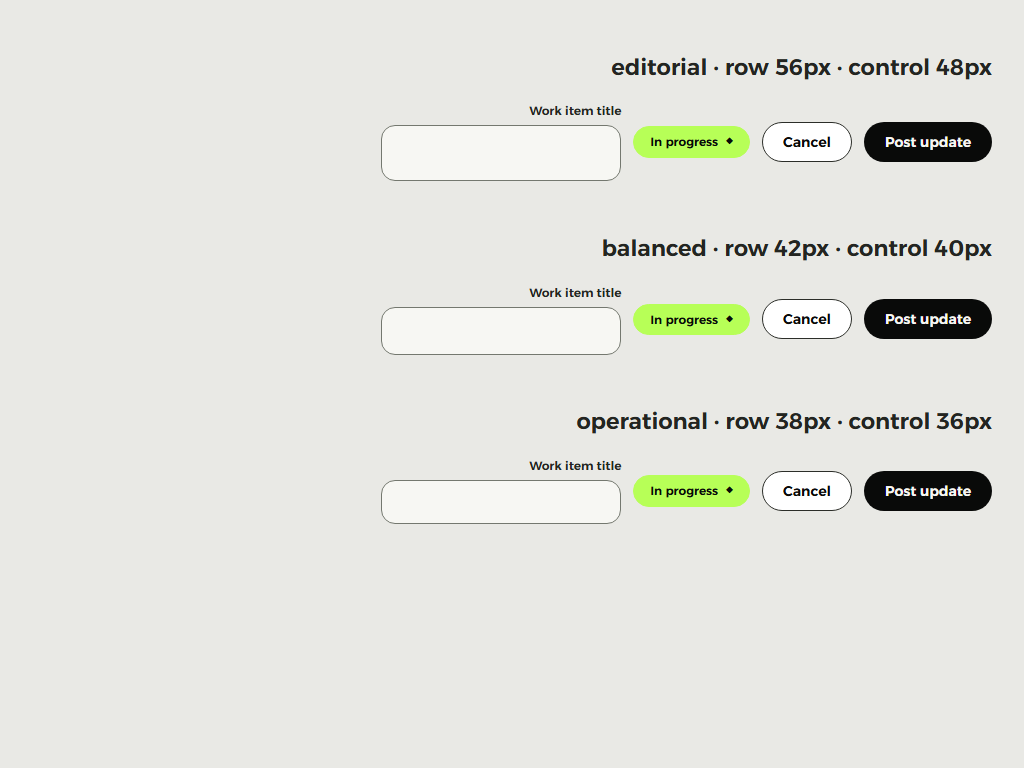 editorial · row 56px · control 48px
Work item title
In progress ◆ Cancel Post update
balanced · row 42px · control 40px
Work item title
In progress ◆ Cancel Post update
operational · row 38px · control 36px
Work item title
In progress ◆ Cancel Post update